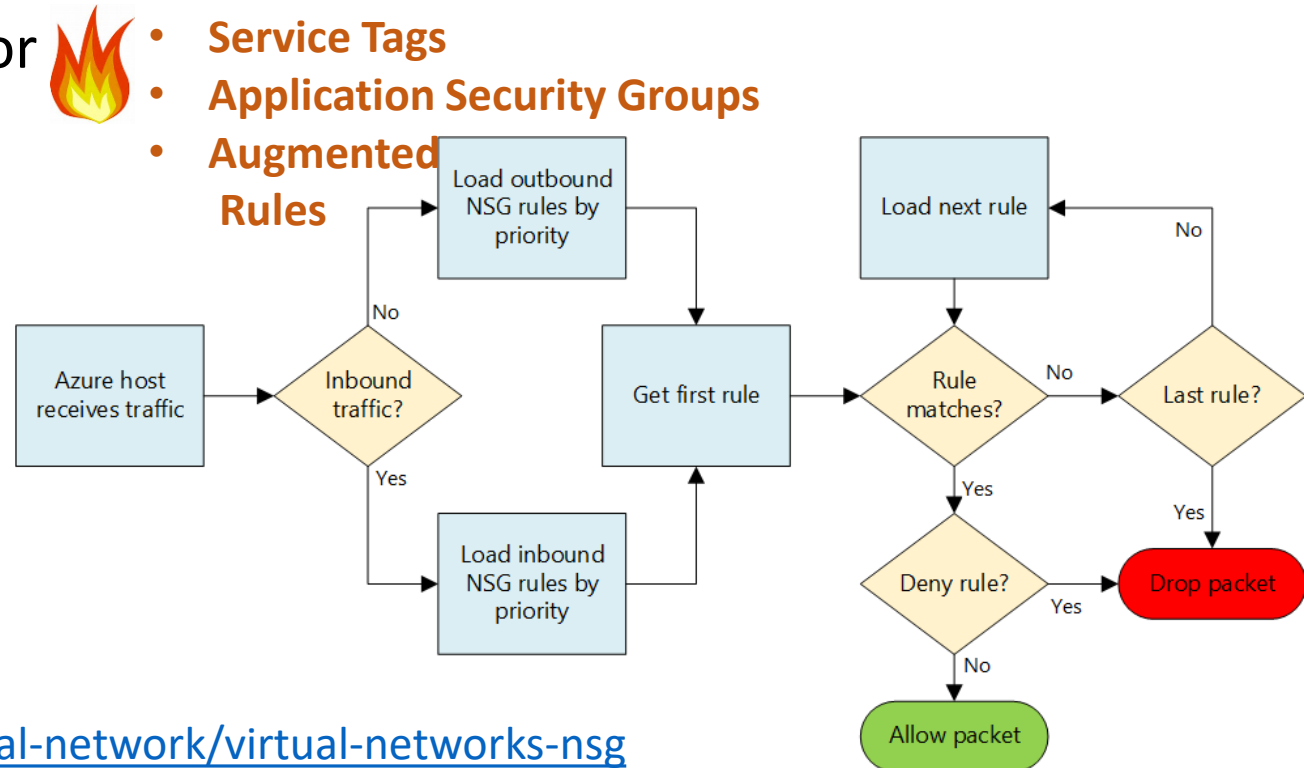 or
• Service Tags
• Application Security Groups
• Augmented
Rules
Load outbound
NSG rules by
priority
Load next rule
No
No
Azure host
receives traffic
Inbound
traffic?
Get first rule
Rule
matches?
No
Last rule?
Yes
Yes
Yes
Load inbound
NSG rules by
priority
Deny rule?
Yes
Drop packet
No
Allow packet
al-network/virtual-networks-nsg